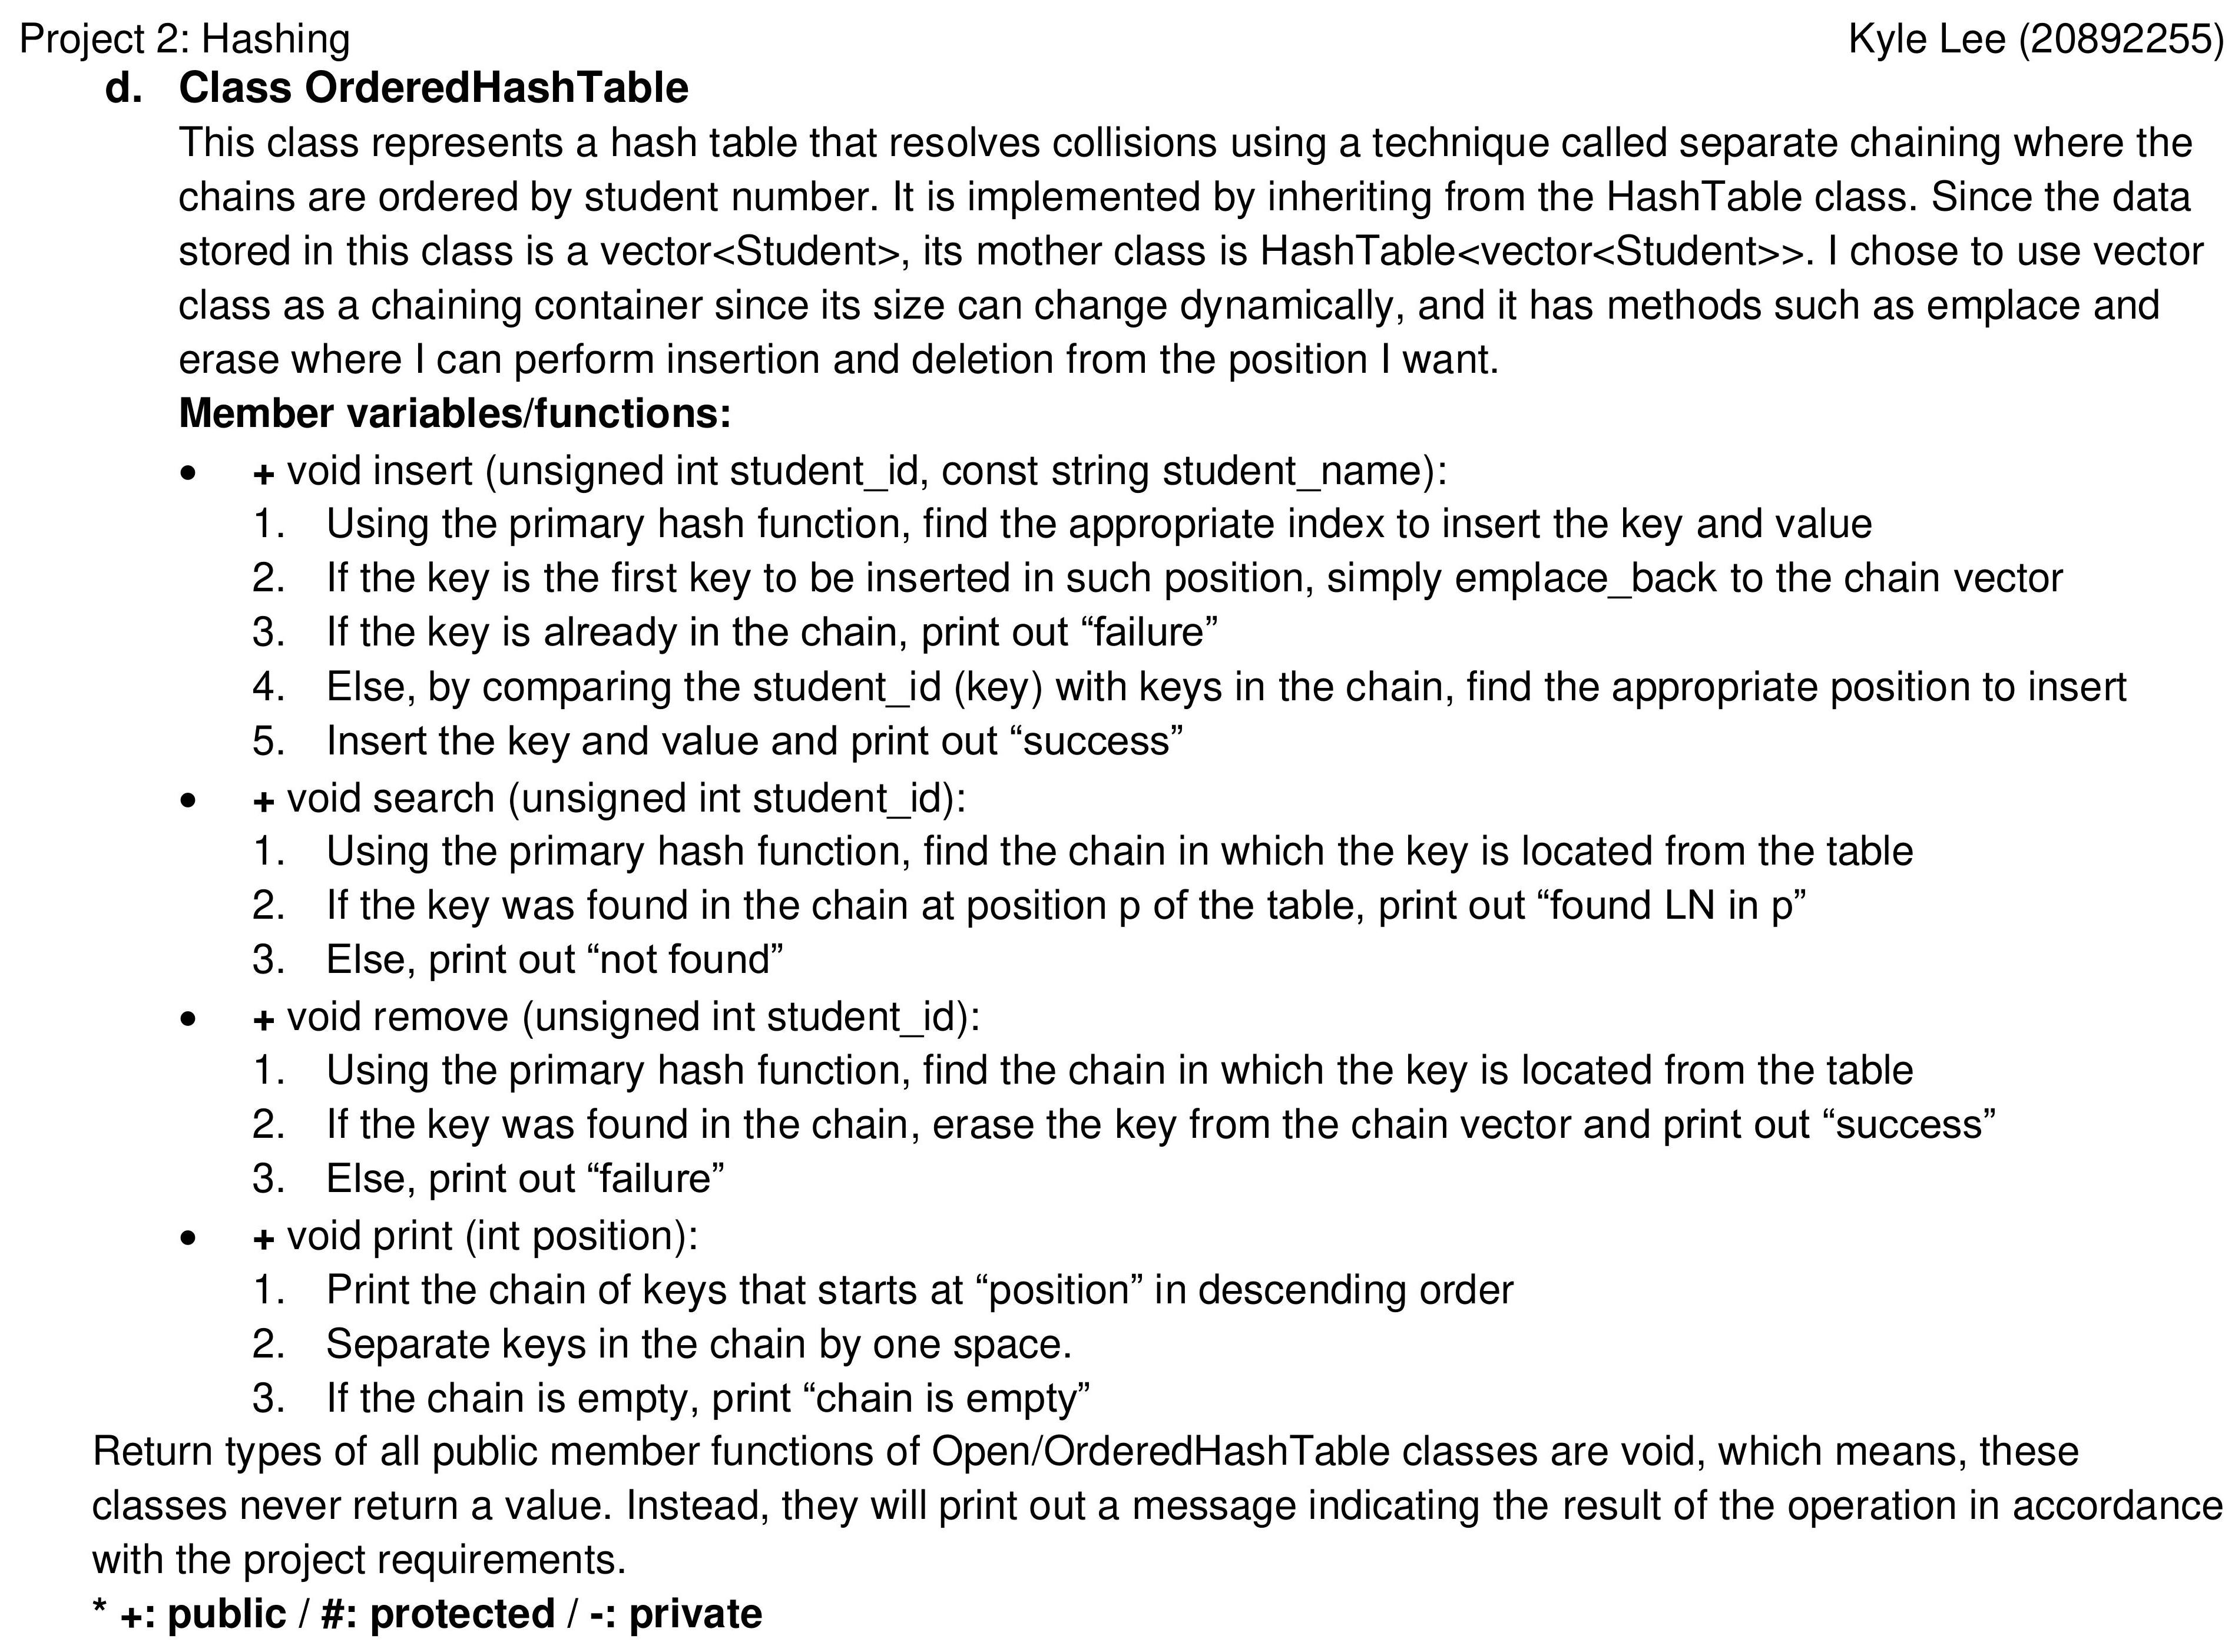 Project 2: Hashing Kyle Lee (20892255)
d. Class OrderedHashTable
This class represents a hash table that resolves collisions using a technique called separate chaining where the
chains are ordered by student number. It is implemented by inheriting from the HashTable class. Since the data
stored in this class is a vector<Student>, its mother class is HashTable<vector<Student>>. I chose to use vector
class as a chaining container since its size can change dynamically, and it has methods such as emplace and
erase where I can perform insertion and deletion from the position I want.
Member variables/functions:
• + void insert (unsigned int student_id, const string student_name):
1. Using the primary hash function, find the appropriate index to insert the key and value
2. If the key is the first key to be inserted in such position, simply emplace_back to the chain vector
3. If the key is already in the chain, print out “failure”
4. Else, by comparing the student_id (key) with keys in the chain, find the appropriate position to insert
5. Insert the key and value and print out “success”
• + void search (unsigned int student_id):
1. Using the primary hash function, find the chain in which the key is located from the table
2. If the key was found in the chain at position p of the table, print out “found LN in p”
3. Else, print out “not found”
• + void remove (unsigned int student_id):
1. Using the primary hash function, find the chain in which the key is located from the table
2. If the key was found in the chain, erase the key from the chain vector and print out “success”
3. Else, print out “failure”
• + void print (int position):
1. Print the chain of keys that starts at “position” in descending order
2. Separate keys in the chain by one space.
3. If the chain is empty, print “chain is empty”
Return types of all public member functions of Open/OrderedHashTable classes are void, which means, these
classes never return a value. Instead, they will print out a message indicating the result of the operation in accordance
with the project requirements.
* +: public / #: protected / -: private